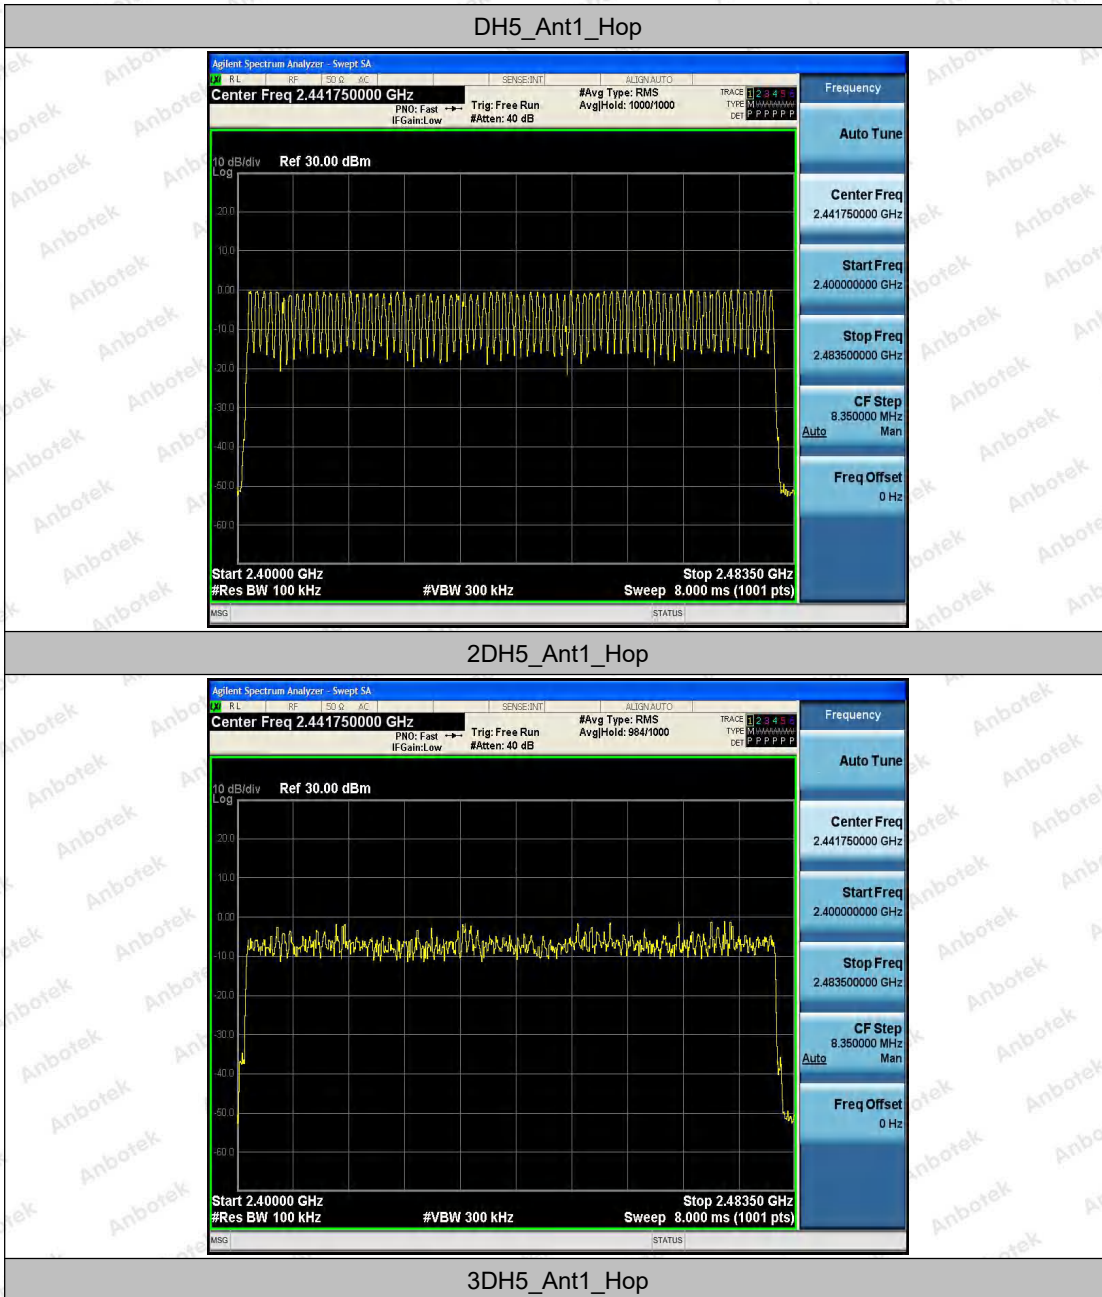 DH5_Ant1_Hop
Agilent Spectrum Analyzer - Swept SA
RL RF 50 Ω AC SENSE:INT ALIGN AUTO
Center Freq 2.441750000 GHz
#Avg Type: RMS
TRACE 1 2 3 4 5 6
PNO: Fast
Trig: Free Run
Avg|Hold: 1000/1000
TYPE M
IFGain:Low
#Atten: 40 dB
DET P P P P P P
10 dB/div Ref 30.00 dBm
Log
20.0
10.0
0.00
-10.0
-20.0
-30.0
-40.0
-50.0
-60.0
Start 2.40000 GHz
Stop 2.48350 GHz
#Res BW 100 kHz
#VBW 300 kHz
Sweep 8.000 ms (1001 pts)
MSG
STATUS
Frequency
Auto Tune
Center Freq
2.441750000 GHz
Start Freq
2.400000000 GHz
Stop Freq
2.483500000 GHz
CF Step
8.350000 MHz
Auto Man
Freq Offset
0 Hz
2DH5_Ant1_Hop
Agilent Spectrum Analyzer - Swept SA
RL RF 50 Ω AC SENSE:INT ALIGN AUTO
Center Freq 2.441750000 GHz
#Avg Type: RMS
TRACE 1 2 3 4 5 6
PNO: Fast
Trig: Free Run
Avg|Hold: 984/1000
TYPE M
IFGain:Low
#Atten: 40 dB
DET P P P P P P
10 dB/div Ref 30.00 dBm
Log
20.0
10.0
0.00
-10.0
-20.0
-30.0
-40.0
-50.0
-60.0
Start 2.40000 GHz
Stop 2.48350 GHz
#Res BW 100 kHz
#VBW 300 kHz
Sweep 8.000 ms (1001 pts)
MSG
STATUS
Frequency
Auto Tune
Center Freq
2.441750000 GHz
Start Freq
2.400000000 GHz
Stop Freq
2.483500000 GHz
CF Step
8.350000 MHz
Auto Man
Freq Offset
0 Hz
3DH5_Ant1_Hop
Anbotek